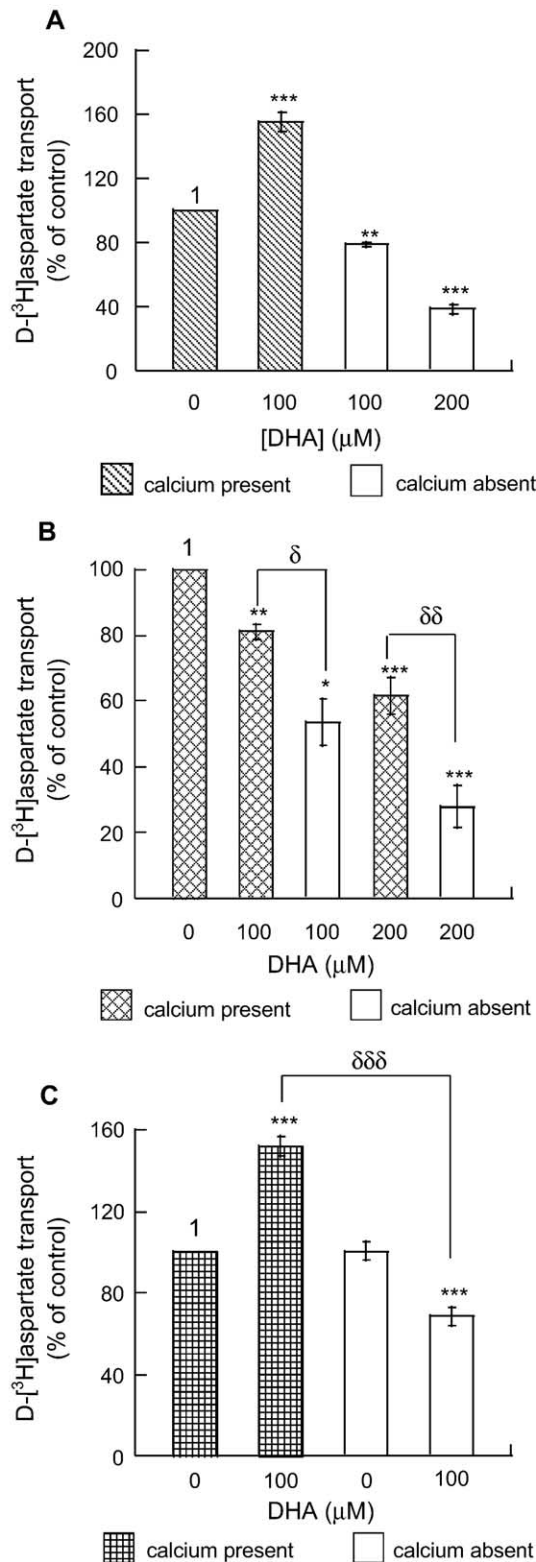 A
200
160
120
80
40
0
D-[³H]aspartate transport
(% of control)
1
***
**
***
0 100 100 200
[DHA] (μM)
calcium present calcium absent
B
100
80
60
40
20
0
D-[³H]aspartate transport
(% of control)
1
δ
**
*
δδ
***
***
0 100 100 200 200
DHA (μM)
calcium present calcium absent
C
160
120
80
40
0
D-[³H]aspartate transport
(% of control)
δδδ
1
***
***
0 100 0 100
DHA (μM)
calcium present calcium absent